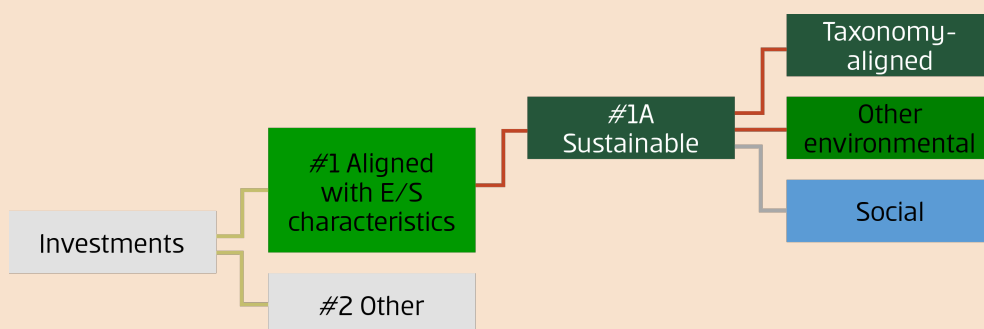 Taxonomy-
aligned
#1A
Sustainable
Other
environmental
#1 Aligned
with E/S
characteristics
Social
Investments
#2 Other